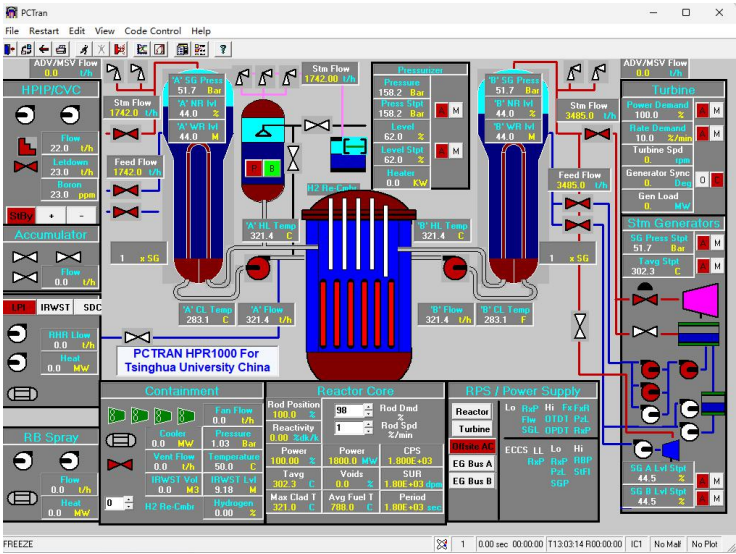 PCTran
File Restart Edit View Code Control Help
ADV/MSV Flow
0.0 t/h
HPIP/CVC
Flow
22.0 t/h
Letdown
23.0 t/h
Boron
23.0 ppm
StBy + -
Accumulator
Flow
0.0 t/h
LPI IRWST SDC
RHR Llow
0.0 t/h
Heat
0.0 MW
RB Spray
Flow
0.0 t/h
Heat
0.0 MW
Stm Flow
1742.0 t/h
Feed Flow
1742.0 t/h
1 x SG
'A' SG Press
51.7 Bar
'A' NR lvl
44.0 %
'A' WR lvl
44.0 M
Stm Flow
1742.00 t/h
R B
H2 Re-Cmbr
'A' HL Temp
321.4 C
'A' CL Temp
283.1 C
'A' Flow
321.4 t/h
PCTRAN HPR1000 For
Tsinghua University China
Pressurizer
Pressure
158.2 Bar
Press Stpt
158.2 Bar
A M
Level
62.0 %
Level Stpt
62.0 %
A M
Heater
0.0 KW
'B' HL Temp
321.4 C
'B' Flow
321.4 t/h
'B' CL Temp
283.1 F
'B' SG Press
51.7 Bar
'B' NR lvl
44.0 %
'B' WR lvl
44.0 M
Stm Flow
3485.0 t/h
Feed Flow
3485.0 t/h
1 x SG
ADV/MSV Flow
0.0 t/h
Turbine
Power Demand
100.0 %
A M
Rate Demand
10.0 %/min
A M
Turbine Spd
0. rpm
Generator Sync
0. Deg
O C
Gen Load
0. MW
Stm Generators
SG Press Stpt
51.7 Bar
A M
Tavg Stpt
302.3 C
A M
SG A Lvl Stpt
44.5 %
A M
SG B Lvl Stpt
44.5 %
A M
Containment
Fan Flow
0.0 t/h
Cooler
0.0 MW
Pressure
1.03 Bar
Vent Flow
0.0 t/h
Temperature
50.0 C
IRWST Vol
0.0 M3
IRWST Lvl
9.18 M
0
H2 Re-Cmbr
Hydrogen
0.00 %
Reactor Core
Rod Position
100.0 %
98
Rod Dmd
%
Reactivity
0.00 %dk/k
1
Rod Spd
%/min
Power
100.00 %
Power
1800.0 MW
CPS
1.80E+03
Tavg
302.3 C
Voids
0.0 %
SUR
1.80E+03 dpm
Max Clad T
321.0 C
Avg Fuel T
788.0 C
Period
1.80E+03 sec
RPS / Power Supply
Reactor
Turbine
Offsite AC
EG Bus A
EG Bus B
Lo RxP Hi FxFxR
Flw OTDT PzL
SGL OPDT RxP
ECCS LL Lo Hi
RxP RxP RBP
PzL StFl
SGP
FREEZE
1 0.00 sec 00:00:00 T13:03:14 R00:00:00 IC1 No Malf No Plot